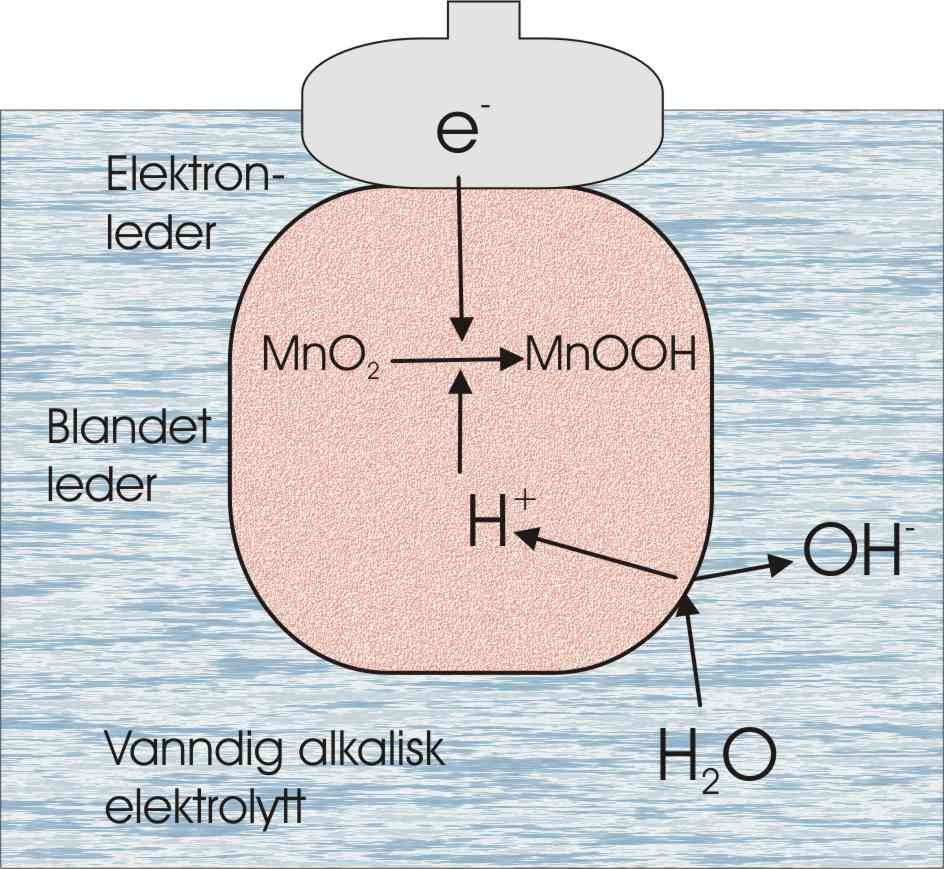 e⁻
Elektron-
leder
MnO₂ MnOOH
Blandet
leder
H⁺
OH⁻
H₂O
Vanndig alkalisk
elektrolytt